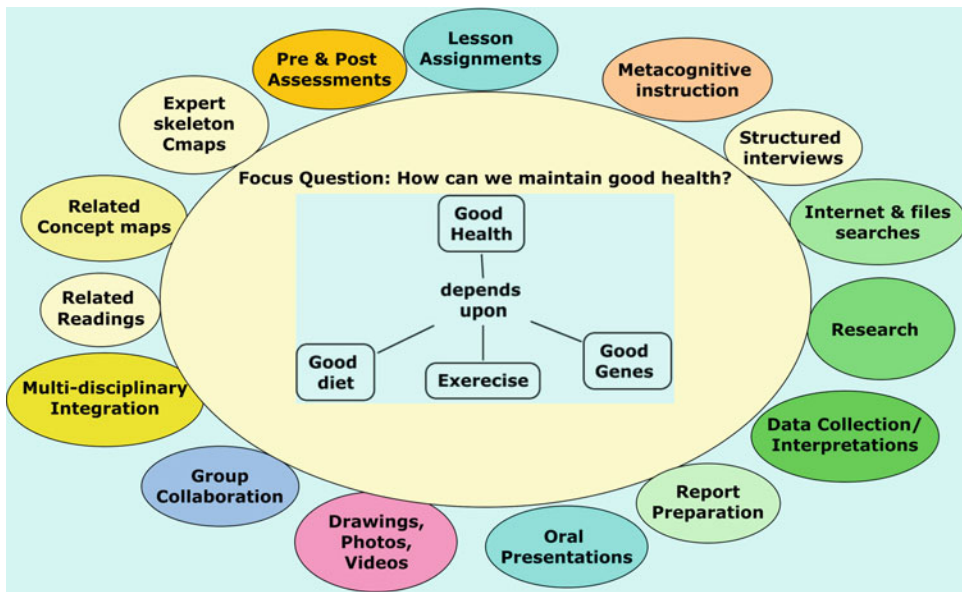 Lesson
Assignments
Pre & Post
Assessments
Metacognitive
instruction
Expert
skeleton
Cmaps
Structured
interviews
Focus Question: How can we maintain good health?
Related
Concept maps
Good
Health
Internet & files
searches
depends
upon
Related
Readings
Research
Good
diet
Exerecise
Good
Genes
Multi-disciplinary
Integration
Data Collection/
Interpretations
Group
Collaboration
Report
Preparation
Drawings,
Photos,
Videos
Oral
Presentations